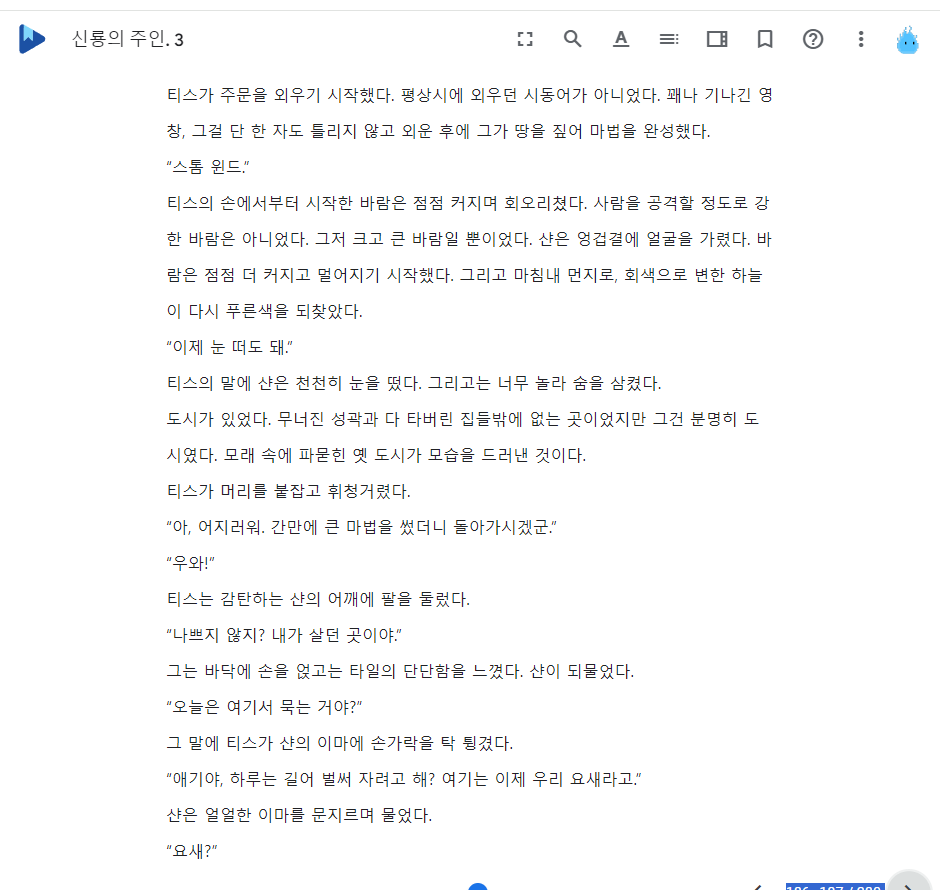 신룡의 주인. 3
티스가 주문을 외우기 시작했다. 평상시에 외우던 시동어가 아니었다. 꽤나 기나긴 영
창, 그걸 단 한 자도 틀리지 않고 외운 후에 그가 땅을 짚어 마법을 완성했다.
“스톰 윈드.”
티스의 손에서부터 시작한 바람은 점점 커지며 회오리쳤다. 사람을 공격할 정도로 강
한 바람은 아니었다. 그저 크고 큰 바람일 뿐이었다. 샨은 엉겁결에 얼굴을 가렸다. 바
람은 점점 더 커지고 멀어지기 시작했다. 그리고 마침내 먼지로, 회색으로 변한 하늘
이 다시 푸른색을 되찾았다.
“이제 눈 떠도 돼.”
티스의 말에 샨은 천천히 눈을 떴다. 그리고는 너무 놀라 숨을 삼켰다.
도시가 있었다. 무너진 성곽과 다 타버린 집들밖에 없는 곳이었지만 그건 분명히 도
시였다. 모래 속에 파묻힌 옛 도시가 모습을 드러낸 것이다.
티스가 머리를 붙잡고 휘청거렸다.
“아, 어지러워. 간만에 큰 마법을 썼더니 돌아가시겠군.”
“우와!”
티스는 감탄하는 샨의 어깨에 팔을 둘렀다.
“나쁘지 않지? 내가 살던 곳이야.”
그는 바닥에 손을 얹고는 타일의 단단함을 느꼈다. 샨이 되물었다.
“오늘은 여기서 묵는 거야?”
그 말에 티스가 샨의 이마에 손가락을 탁 튕겼다.
“애기야, 하루는 길어 벌써 자려고 해? 여기는 이제 우리 요새라고.”
샨은 얼얼한 이마를 문지르며 물었다.
“요새?”